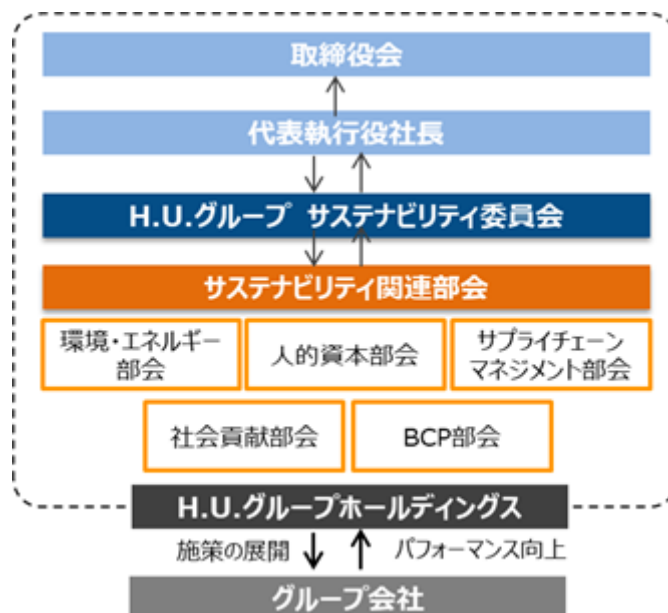 取締役会
代表執行役社長
H.U.グループ サステナビリティ委員会
サステナビリティ関連部会
環境・エネルギー
部会
人的資本部会
サプライチェーン
マネジメント部会
社会貢献部会
BCP部会
H.U.グループホールディングス
施策の展開
パフォーマンス向上
グループ会社